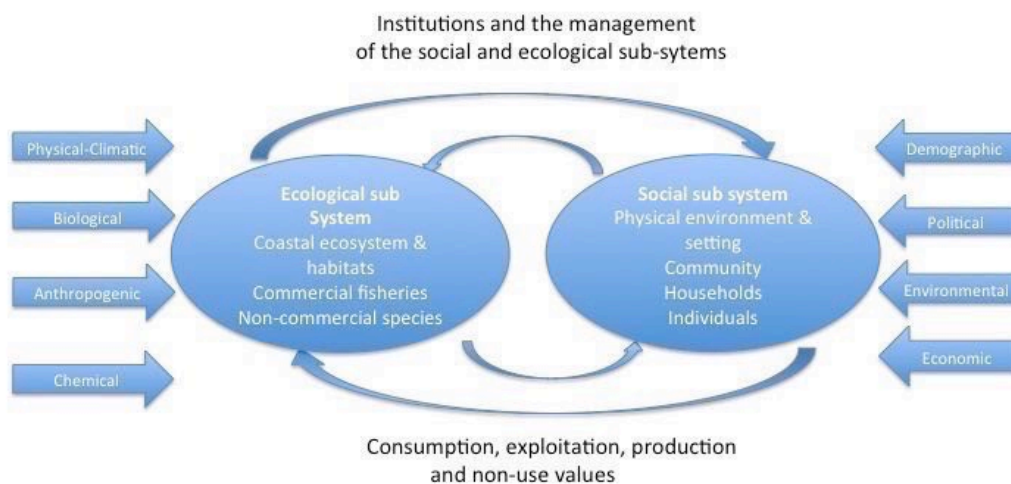 Institutions and the management
of the social and ecological sub-sytems
Physical-Climatic
Biological
Anthropogenic
Chemical
Ecological sub
System
Coastal ecosystem &
habitats
Commercial fisheries
Non-commercial species
Social sub system
Physical environment &
setting
Community
Households
Individuals
Demographic
Political
Environmental
Economic
Consumption, exploitation, production
and non-use values